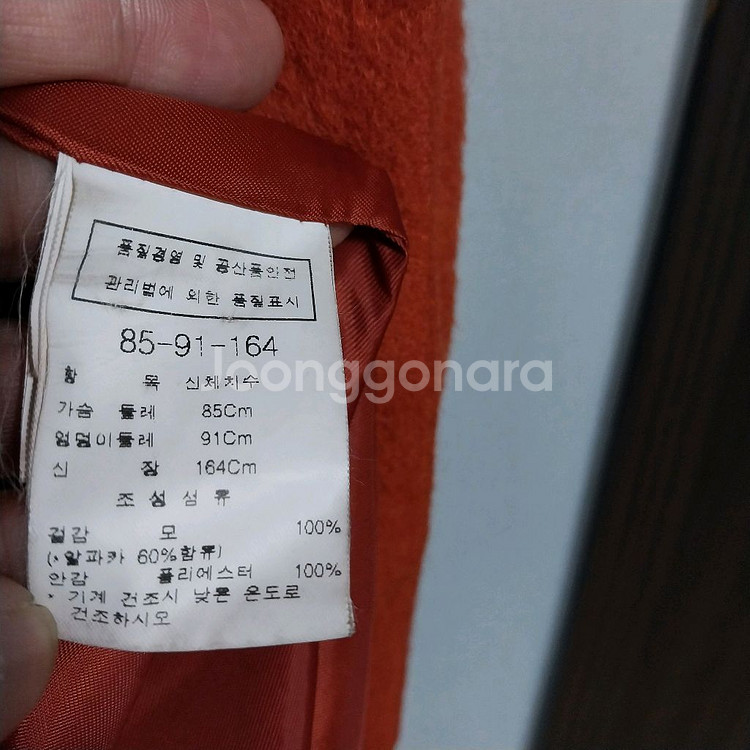 품질경영 및 공산품안전
관리법에 의한 품질표시
85-91-164
항 목 신체치수
가슴 둘레 85Cm
엉덩이둘레 91Cm
신 장 164Cm
조성섬유
겉감 모 100%
(*알파카 60%함류)
안감 폴리에스터 100%
* 기계 건조시 낮은 온도로
건조하시오
loonggonara